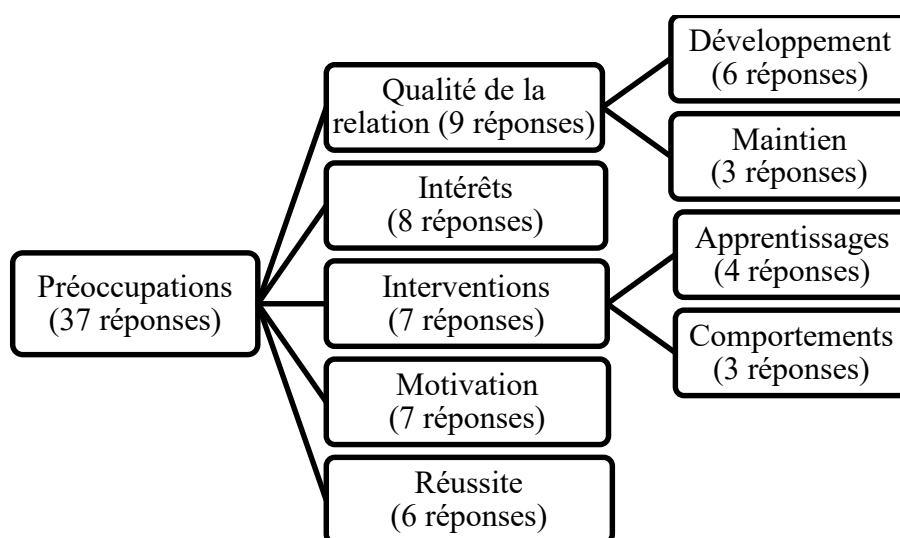 Préoccupations
(37 réponses)
Qualité de la
relation (9 réponses)
Développement
(6 réponses)
Maintien
(3 réponses)
Intérêts
(8 réponses)
Interventions
(7 réponses)
Apprentissages
(4 réponses)
Comportements
(3 réponses)
Motivation
(7 réponses)
Réussite
(6 réponses)